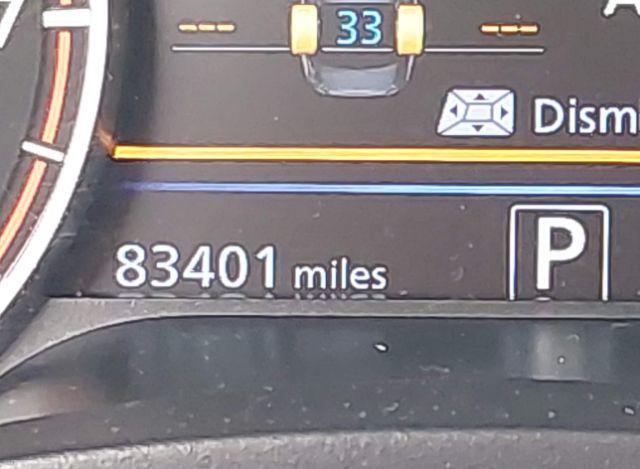 --- 33 ---
Dism
83401 miles P